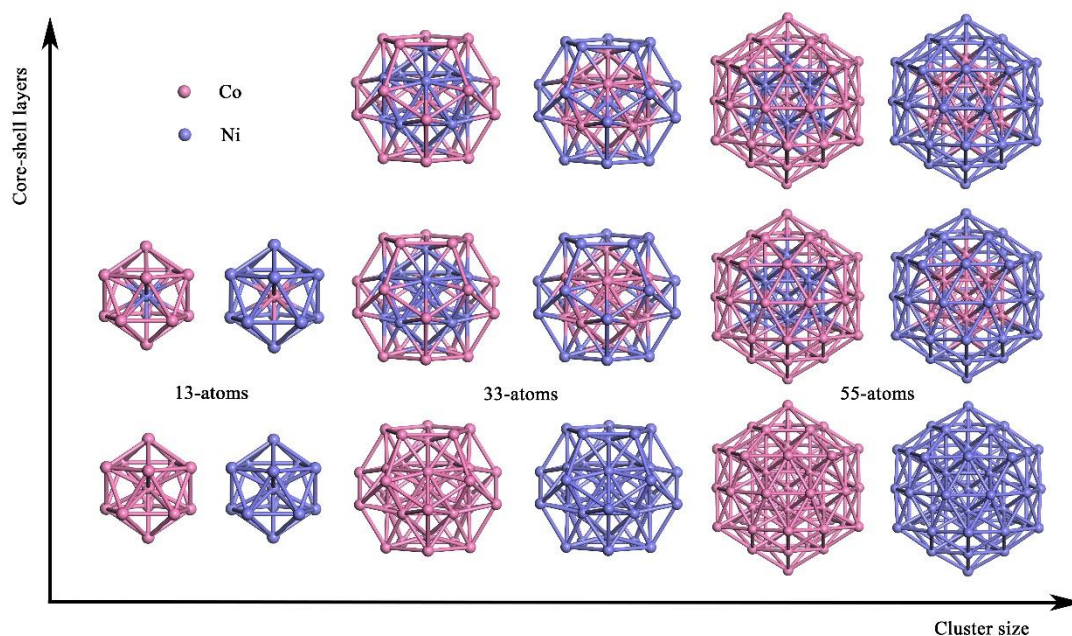 Core-shell layers
Co
Ni
13-atoms
33-atoms
55-atoms
Cluster size